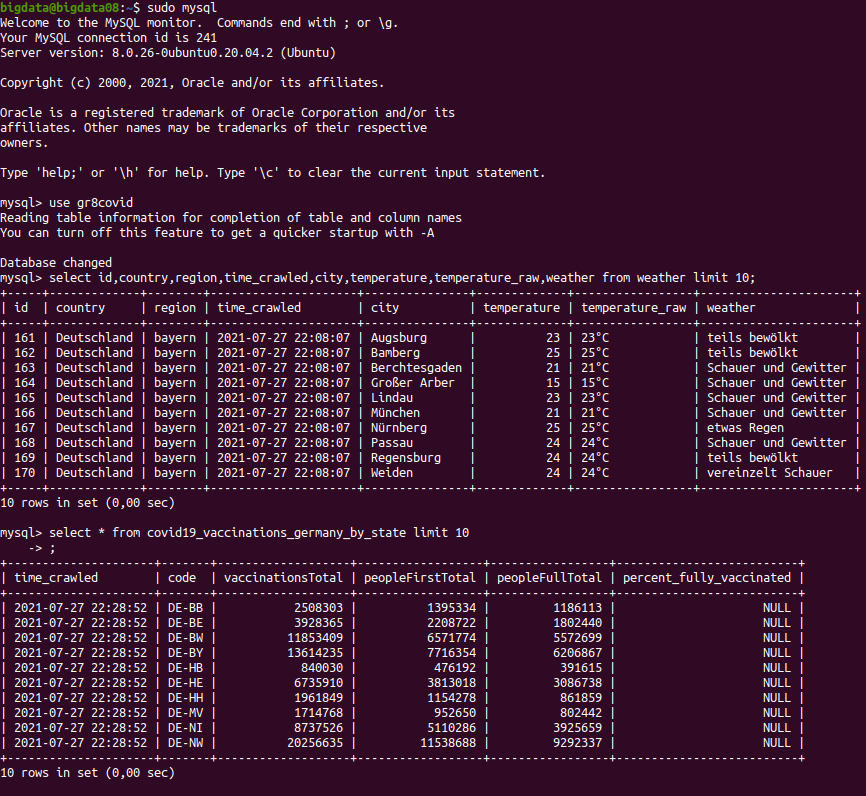 bigdata@bigdata08:~$ sudo mysql
Welcome to the MySQL monitor.  Commands end with ; or \g.
Your MySQL connection id is 241
Server version: 8.0.26-0ubuntu0.20.04.2 (Ubuntu)
Copyright (c) 2000, 2021, Oracle and/or its affiliates.
Oracle is a registered trademark of Oracle Corporation and/or its
affiliates. Other names may be trademarks of their respective
owners.
Type 'help;' or '\h' for help. Type '\c' to clear the current input statement.
mysql> use gr8covid
Reading table information for completion of table and column names
You can turn off this feature to get a quicker startup with -A
Database changed
mysql> select id,country,region,time_crawled,city,temperature,temperature_raw,weather from weather limit 10;
+-----+-------------+--------+---------------------+---------------+-------------+-----------------+----------------------+
| id  | country     | region | time_crawled        | city          | temperature | temperature_raw | weather              |
+-----+-------------+--------+---------------------+---------------+-------------+-----------------+----------------------+
| 161 | Deutschland | bayern | 2021-07-27 22:08:07 | Augsburg      |          23 | 23°C            | teils bewölkt        |
| 162 | Deutschland | bayern | 2021-07-27 22:08:07 | Bamberg       |          25 | 25°C            | teils bewölkt        |
| 163 | Deutschland | bayern | 2021-07-27 22:08:07 | Berchtesgaden |          21 | 21°C            | Schauer und Gewitter |
| 164 | Deutschland | bayern | 2021-07-27 22:08:07 | Großer Arber  |          15 | 15°C            | Schauer und Gewitter |
| 165 | Deutschland | bayern | 2021-07-27 22:08:07 | Lindau        |          23 | 23°C            | Schauer und Gewitter |
| 166 | Deutschland | bayern | 2021-07-27 22:08:07 | München       |          21 | 21°C            | Schauer und Gewitter |
| 167 | Deutschland | bayern | 2021-07-27 22:08:07 | Nürnberg      |          25 | 25°C            | etwas Regen          |
| 168 | Deutschland | bayern | 2021-07-27 22:08:07 | Passau        |          24 | 24°C            | Schauer und Gewitter |
| 169 | Deutschland | bayern | 2021-07-27 22:08:07 | Regensburg    |          24 | 24°C            | teils bewölkt        |
| 170 | Deutschland | bayern | 2021-07-27 22:08:07 | Weiden        |          24 | 24°C            | vereinzelt Schauer   |
+-----+-------------+--------+---------------------+---------------+-------------+-----------------+----------------------+
10 rows in set (0,00 sec)
mysql> select * from covid19_vaccinations_germany_by_state limit 10
    -> ;
+---------------------+-------+-------------------+------------------+-----------------+--------------------------+
| time_crawled        | code  | vaccinationsTotal | peopleFirstTotal | peopleFullTotal | percent_fully_vaccinated |
+---------------------+-------+-------------------+------------------+-----------------+--------------------------+
| 2021-07-27 22:28:52 | DE-BB |           2508303 |          1395334 |         1186113 |                     NULL |
| 2021-07-27 22:28:52 | DE-BE |           3928365 |          2208722 |         1802440 |                     NULL |
| 2021-07-27 22:28:52 | DE-BW |          11853409 |          6571774 |         5572699 |                     NULL |
| 2021-07-27 22:28:52 | DE-BY |          13614235 |          7716354 |         6206867 |                     NULL |
| 2021-07-27 22:28:52 | DE-HB |            840030 |           476192 |          391615 |                     NULL |
| 2021-07-27 22:28:52 | DE-HE |           6735910 |          3813018 |         3086738 |                     NULL |
| 2021-07-27 22:28:52 | DE-HH |           1961849 |          1154278 |          861859 |                     NULL |
| 2021-07-27 22:28:52 | DE-MV |           1714768 |           952650 |          802442 |                     NULL |
| 2021-07-27 22:28:52 | DE-NI |           8737526 |          5110286 |         3925659 |                     NULL |
| 2021-07-27 22:28:52 | DE-NW |          20256635 |         11538688 |         9292337 |                     NULL |
+---------------------+-------+-------------------+------------------+-----------------+--------------------------+
10 rows in set (0,00 sec)